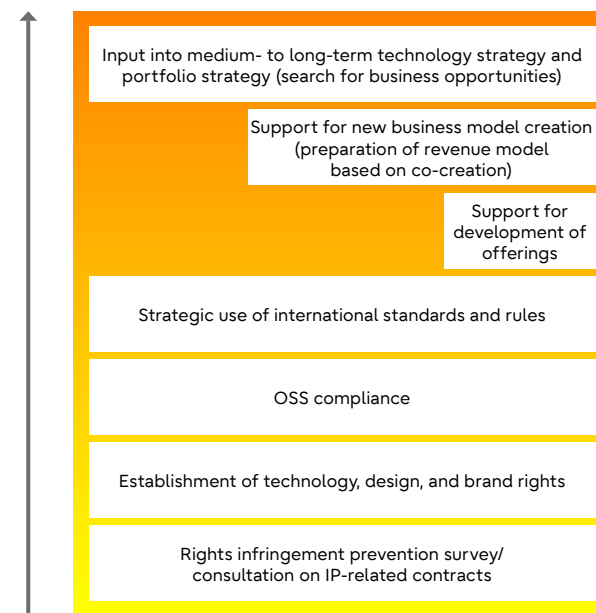 Input into medium- to long-term technology strategy and
portfolio strategy (search for business opportunities)
Support for new business model creation
(preparation of revenue model
based on co-creation)
Support for
development of
offerings
Strategic use of international standards and rules
OSS compliance
Establishment of technology, design, and brand rights
Rights infringement prevention survey/
consultation on IP-related contracts